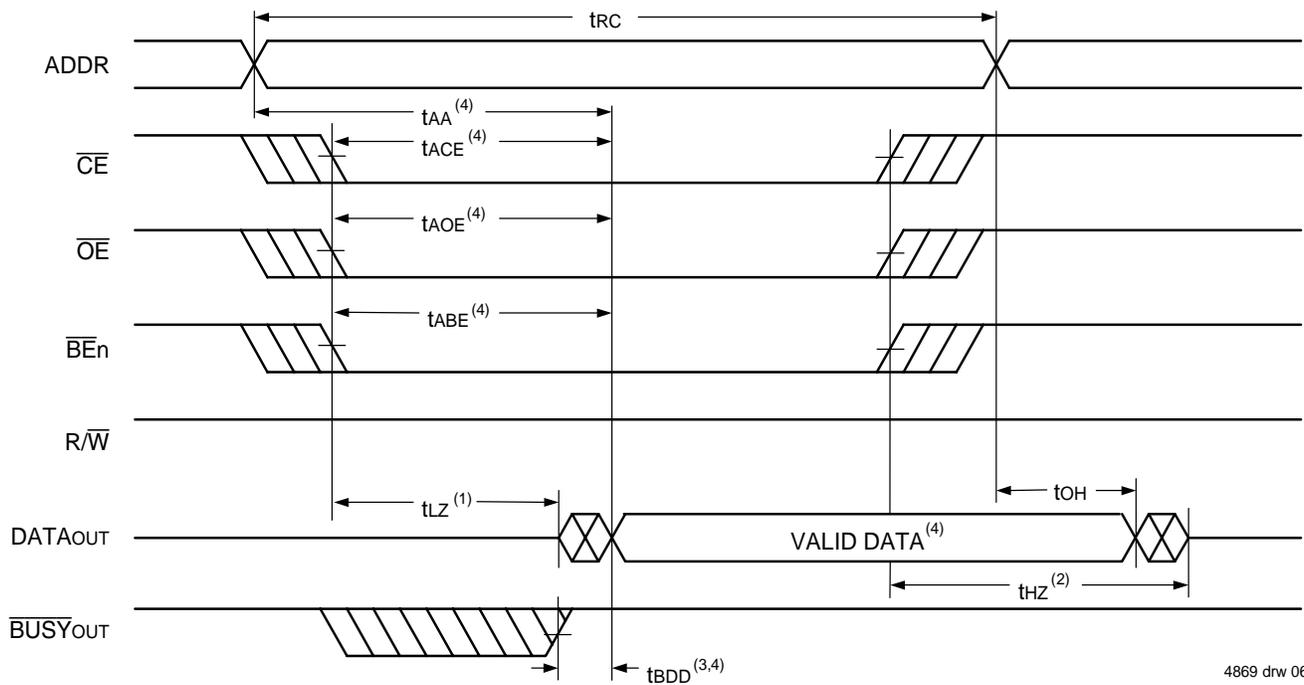 tRC
ADDR
tAA (4)
CE tACE (4)
OE tAOE (4)
BEn tABE (4)
R/W
tLZ (1) tOH
DATAOUT VALID DATA(4)
tHZ (2)
BUSYOUT
tBDD (3,4)
4869 drw 06